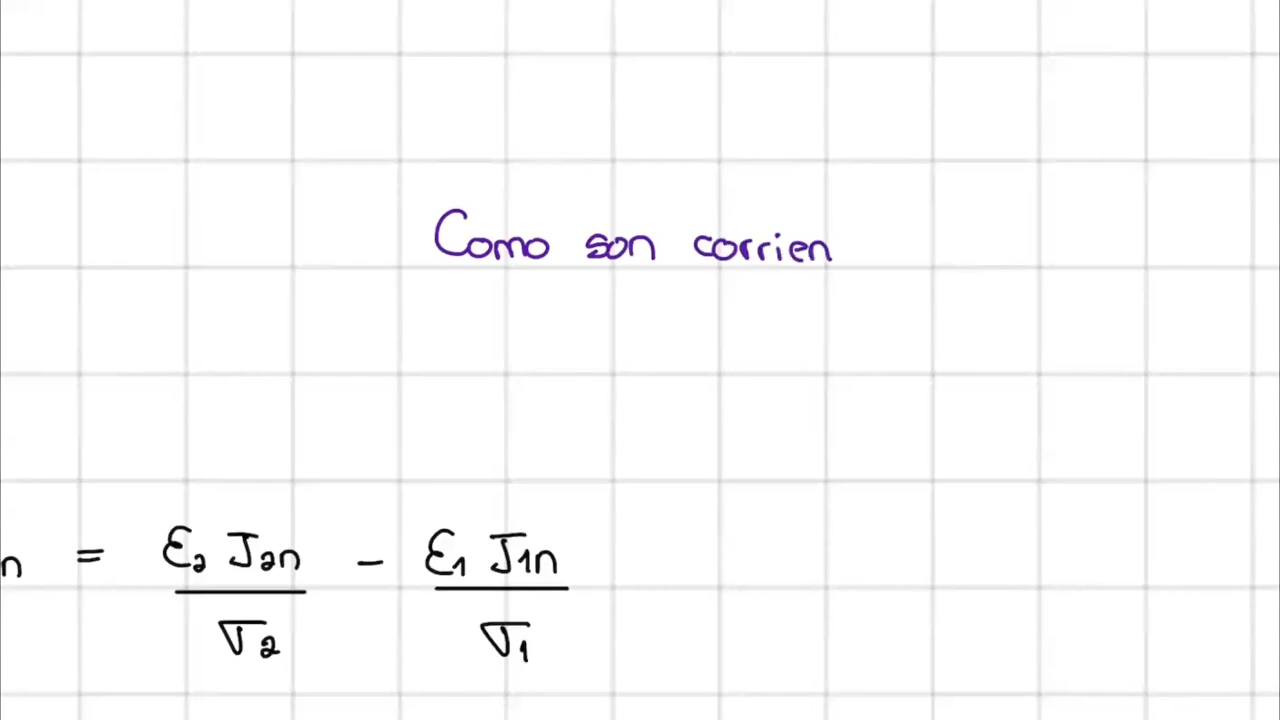 Como son corrien
n = ε2 J2n / σ2 - ε1 J1n / σ1